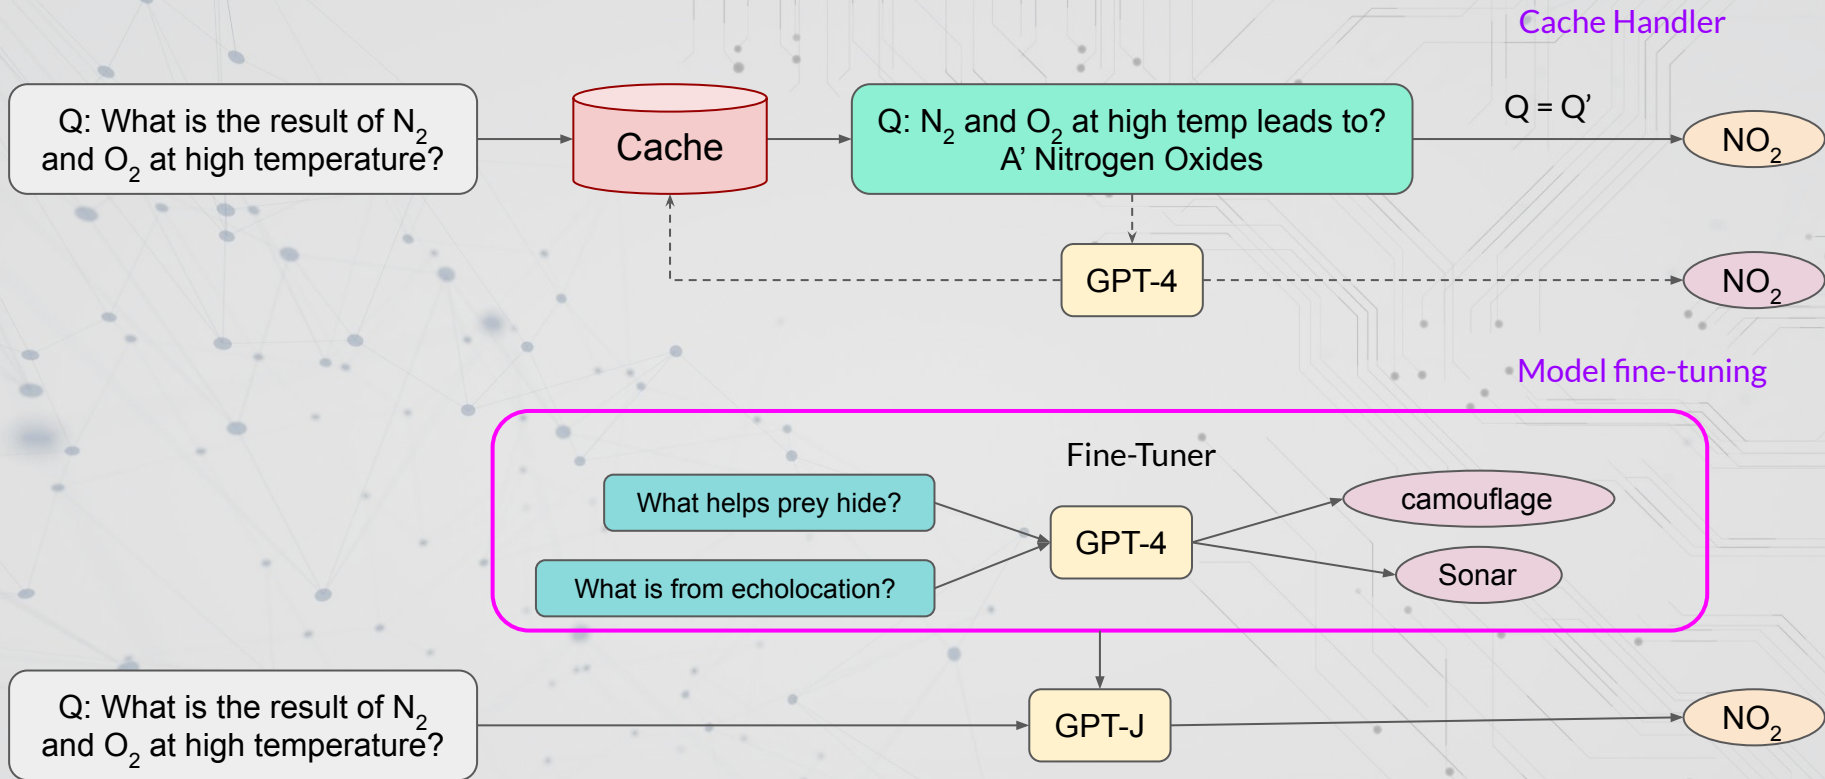 Cache Handler
Q: What is the result of N₂
and O₂ at high temperature?
Cache
Q: N₂ and O₂ at high temp leads to?
A’ Nitrogen Oxides
Q = Q’
NO₂
GPT-4
NO₂
Model fine-tuning
Fine-Tuner
What helps prey hide?
What is from echolocation?
GPT-4
camouflage
Sonar
Q: What is the result of N₂
and O₂ at high temperature?
GPT-J
NO₂